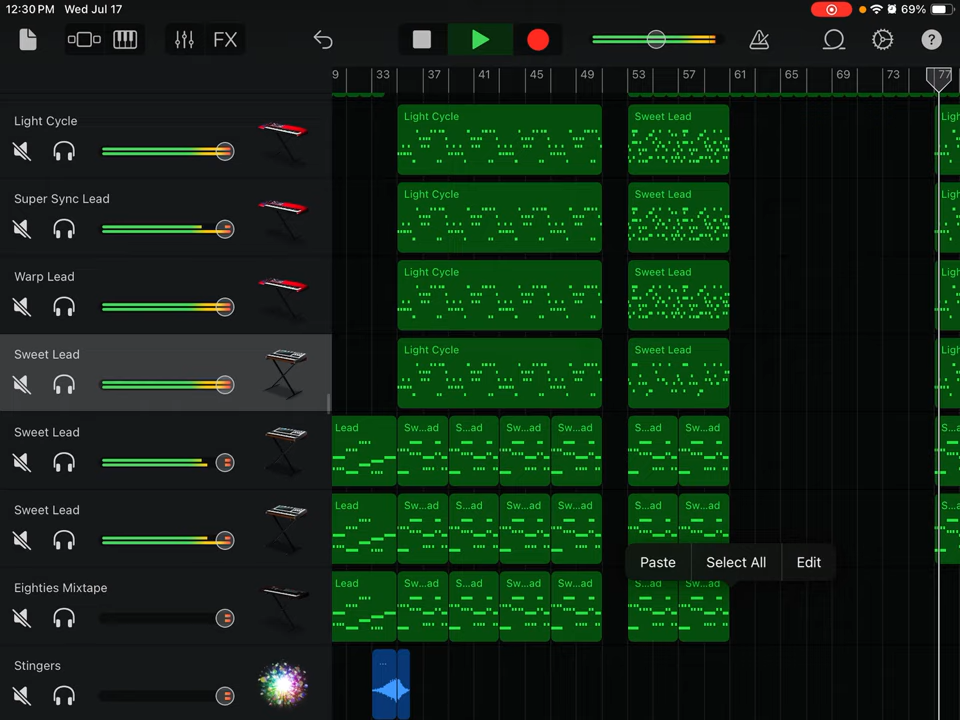 12:30 PM Wed Jul 17
69%
FX
?
9 33 37 41 45 49 53 57 61 65 69 73 77
Light Cycle
Light Cycle Sweet Lead
Super Sync Lead
Light Cycle Sweet Lead
Warp Lead
Light Cycle Sweet Lead
Sweet Lead
Light Cycle Sweet Lead
Sweet Lead
Lead Sw...ad S...ad Sw...ad Sw...ad S...ad Sw...ad S...
Sweet Lead
Lead Sw...ad S...ad Sw...ad Sw...ad S...ad Sw...ad S...
Paste Select All Edit
Eighties Mixtape
Lead Sw...ad S...ad Sw...ad Sw...ad S...ad Sw...ad
Stingers
...